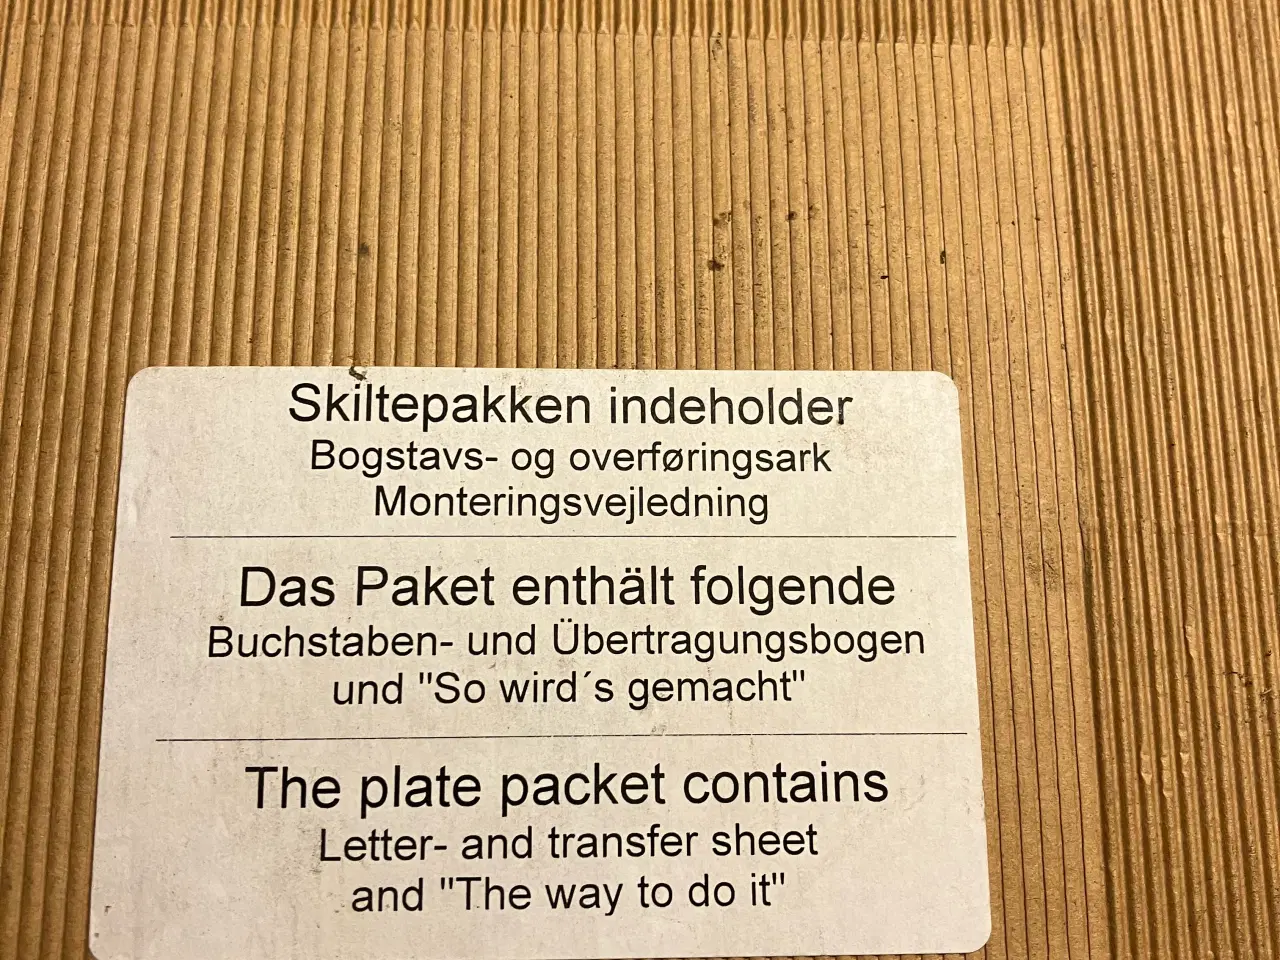 Skiltepakken indeholder
Bogstavs- og overføringsark
Monteringsvejledning
Das Paket enthält folgende
Buchstaben- und Übertragungsbogen
und "So wird´s gemacht"
The plate packet contains
Letter- and transfer sheet
and "The way to do it"